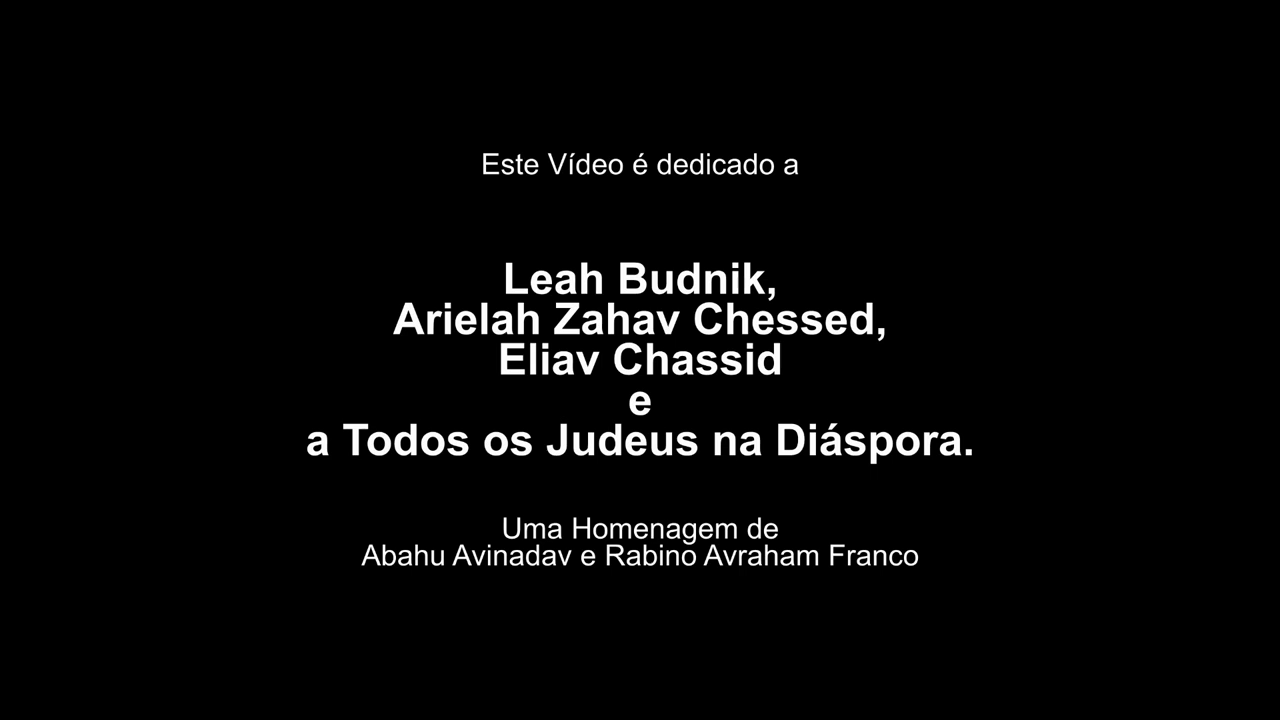 Este Vídeo é dedicado a
Leah Budnik,
Arielah Zahav Chessed,
Eliav Chassid
e
a Todos os Judeus na Diáspora.
Uma Homenagem de
Abahu Avinadav e Rabino Avraham Franco